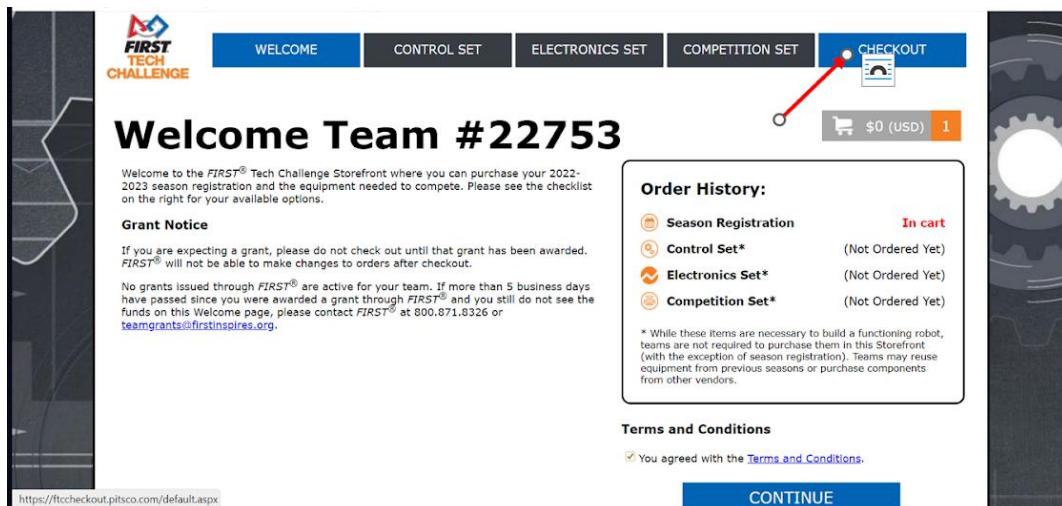 FIRST
TECH
CHALLENGE
WELCOME
CONTROL SET
ELECTRONICS SET
COMPETITION SET
CHECKOUT
$0 (USD) 1
Welcome Team #22753
Welcome to the FIRST® Tech Challenge Storefront where you can purchase your 2022-
2023 season registration and the equipment needed to compete. Please see the checklist
on the right for your available options.
Grant Notice
If you are expecting a grant, please do not check out until that grant has been awarded.
FIRST® will not be able to make changes to orders after checkout.
No grants issued through FIRST® are active for your team. If more than 5 business days
have passed since you were awarded a grant through FIRST® and you still do not see the
funds on this Welcome page, please contact FIRST® at 800.871.8326 or
teamgrants@firstinspires.org.
Order History:
Season Registration In cart
Control Set* (Not Ordered Yet)
Electronics Set* (Not Ordered Yet)
Competition Set* (Not Ordered Yet)
* While these items are necessary to build a functioning robot,
teams are not required to purchase them in this Storefront
(with the exception of season registration). Teams may reuse
equipment from previous seasons or purchase components
from other vendors.
Terms and Conditions
You agreed with the Terms and Conditions.
CONTINUE
https://ftccheckout.pitsco.com/default.aspx